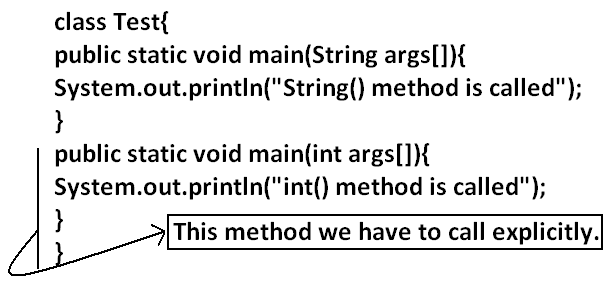 class Test{
public static void main(String args[]){
System.out.println("String() method is called");
}
public static void main(int args[]){
System.out.println("int() method is called");
}
This method we have to call explicitly.
}